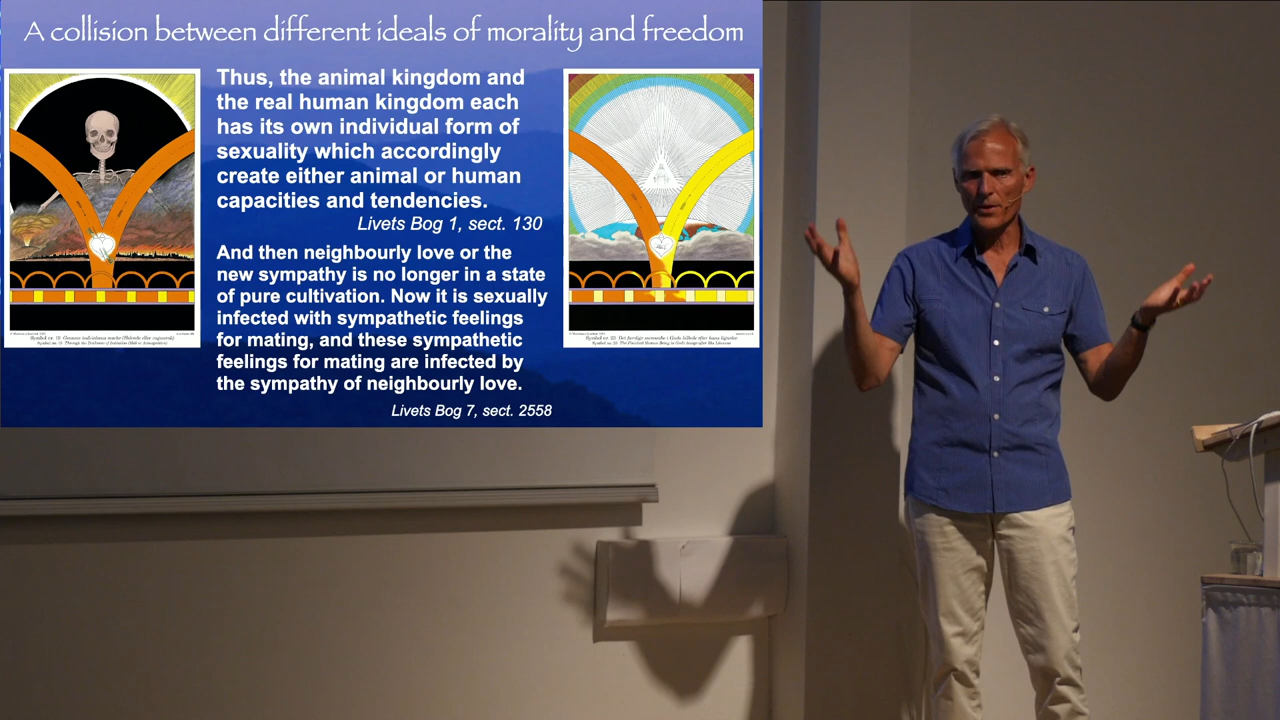 A collision between different ideals of morality and freedom
Thus, the animal kingdom and
the real human kingdom each
has its own individual form of
sexuality which accordingly
create either animal or human
capacities and tendencies.
Livets Bog 1, sect. 130
And then neighbourly love or the
new sympathy is no longer in a state
of pure cultivation. Now it is sexually
infected with sympathetic feelings
for mating, and these sympathetic
feelings for mating are infected by
the sympathy of neighbourly love.
Livets Bog 7, sect. 2558